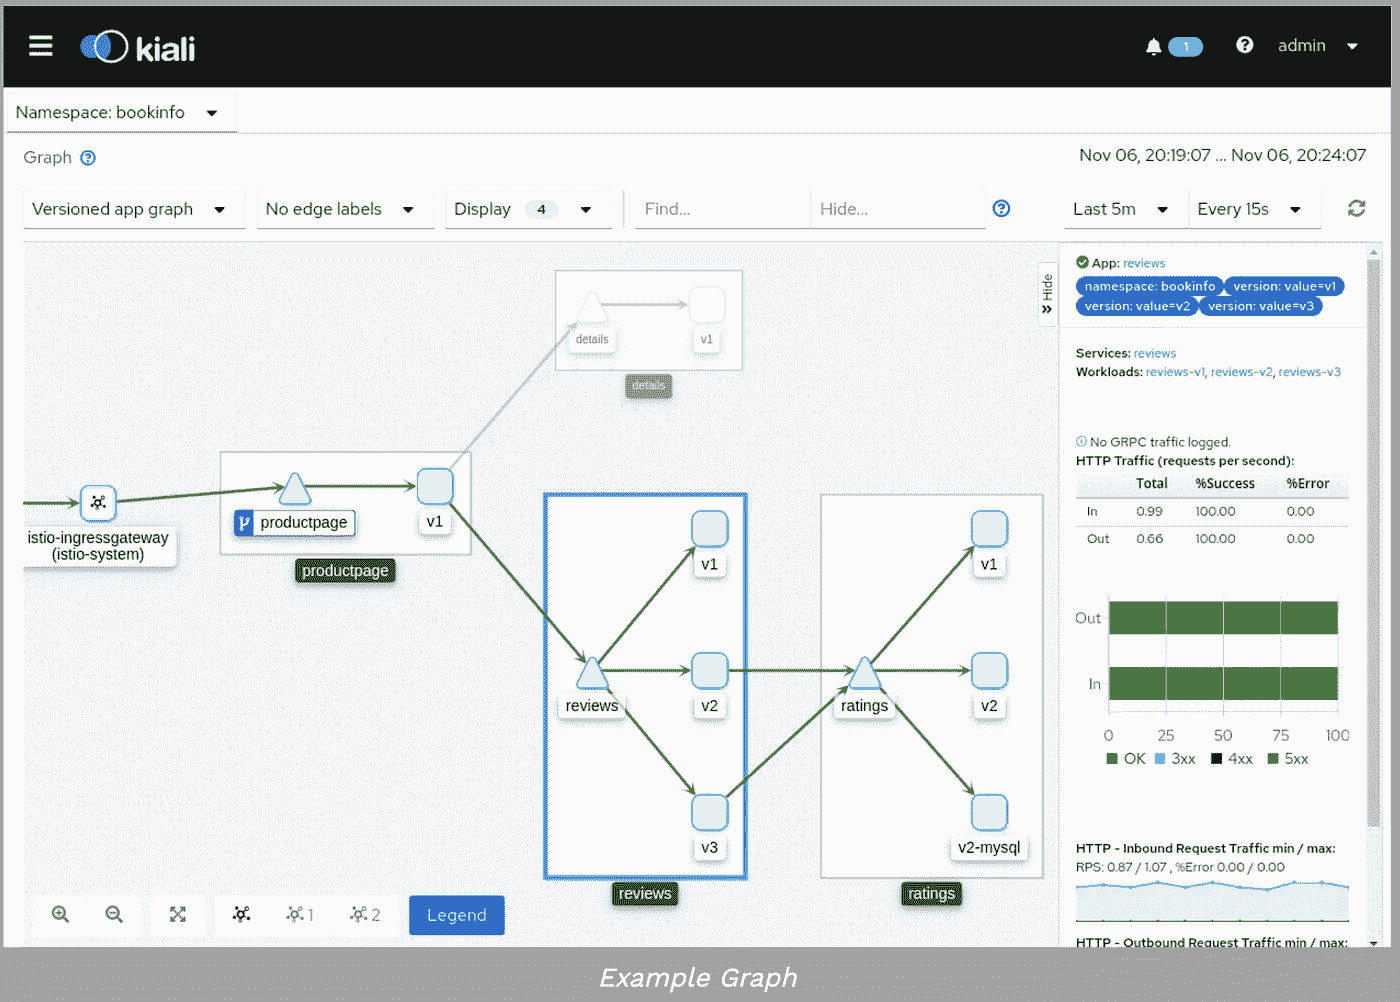 kiali
1
admin
Namespace: bookinfo
Graph
Nov 06, 20:19:07 ... Nov 06, 20:24:07
Versioned app graph
No edge labels
Display 4
Find...
Hide...
Last 5m
Every 15s
details
v1
details
istio-ingressgateway
(istio-system)
productpage
v1
productpage
v1
reviews
v2
v3
reviews
v1
ratings
v2
v2-mysql
ratings
1
2
Legend
Hide
App: reviews
namespace: bookinfo version: value=v1
version: value=v2 version: value=v3
Services: reviews
Workloads: reviews-v1, reviews-v2, reviews-v3
No GRPC traffic logged.
HTTP Traffic (requests per second):
Total %Success %Error
In 0.99 100.00 0.00
Out 0.66 100.00 0.00
Out
In
0 25 50 75 100
OK 3xx 4xx 5xx
HTTP - Inbound Request Traffic min / max:
RPS: 0.87 / 1.07 , %Error 0.00 / 0.00
HTTP - Outbound Request Traffic min / max:
Example Graph